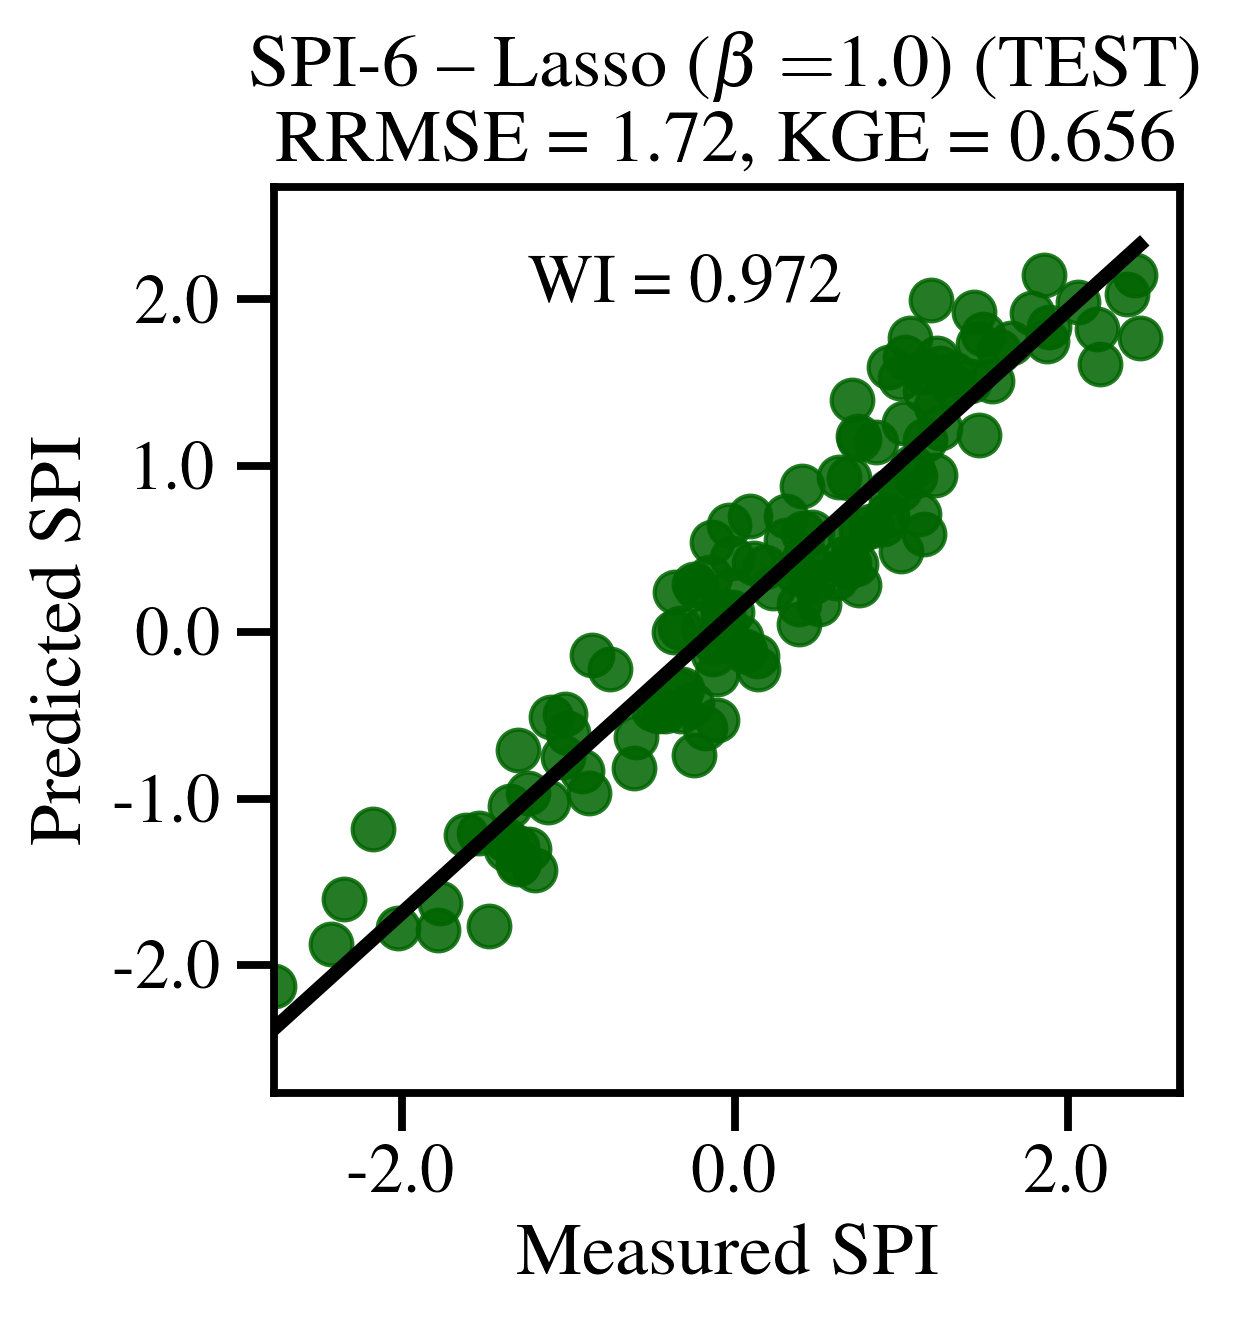 SPI-6 – Lasso (β =1.0) (TEST)
RRMSE = 1.72, KGE = 0.656
WI = 0.972
2.0
1.0
0.0
-1.0
-2.0
Predicted SPI
-2.0 0.0 2.0
Measured SPI